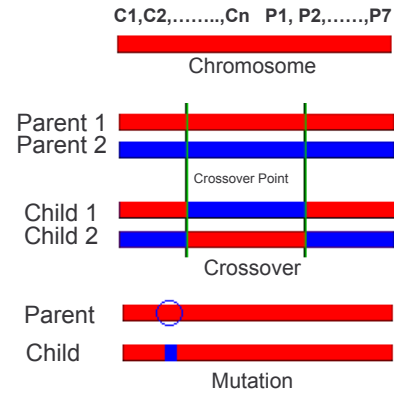 C1,C2,........,Cn P1, P2,......,P7
Chromosome
Parent 1
Parent 2
Crossover Point
Child 1
Child 2
Crossover
Parent
Child
Mutation